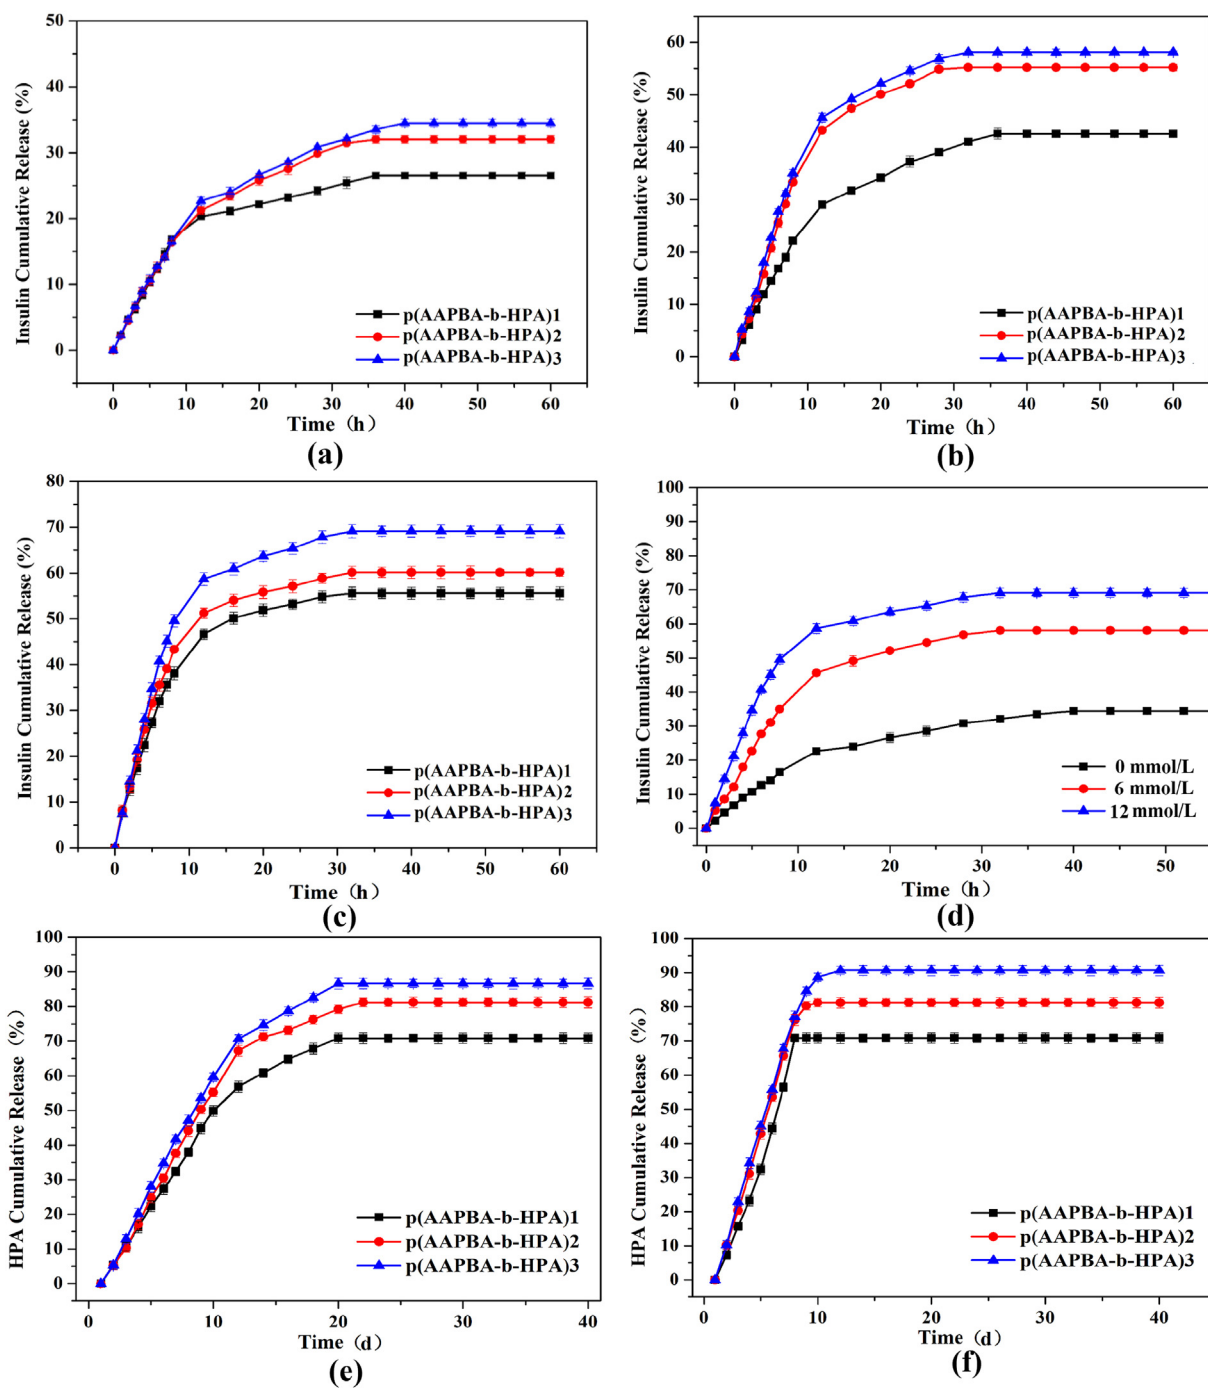 50
40
30
20
10
0
Insulin Cumulative Release (%)
p(AAPBA-b-HPA)1
p(AAPBA-b-HPA)2
p(AAPBA-b-HPA)3
0 10 20 30 40 50 60
Time（h）
(a)
60
50
40
30
20
10
0
Insulin Cumulative Release (%)
p(AAPBA-b-HPA)1
p(AAPBA-b-HPA)2
p(AAPBA-b-HPA)3
0 10 20 30 40 50 60
Time（h）
(b)
80
70
60
50
40
30
20
10
0
Insulin Cumulative Release (%)
p(AAPBA-b-HPA)1
p(AAPBA-b-HPA)2
p(AAPBA-b-HPA)3
0 10 20 30 40 50 60
Time（h）
(c)
100
90
80
70
60
50
40
30
20
10
0
Insulin Cumulative Release (%)
0 mmol/L
6 mmol/L
12 mmol/L
0 10 20 30 40 50
Time（h）
(d)
100
90
80
70
60
50
40
30
20
10
0
HPA Cumulative Release（%）
p(AAPBA-b-HPA)1
p(AAPBA-b-HPA)2
p(AAPBA-b-HPA)3
0 10 20 30 40
Time（d）
(e)
100
90
80
70
60
50
40
30
20
10
0
HPA Cumulative Release（%）
p(AAPBA-b-HPA)1
p(AAPBA-b-HPA)2
p(AAPBA-b-HPA)3
0 10 20 30 40
Time（d）
(f)